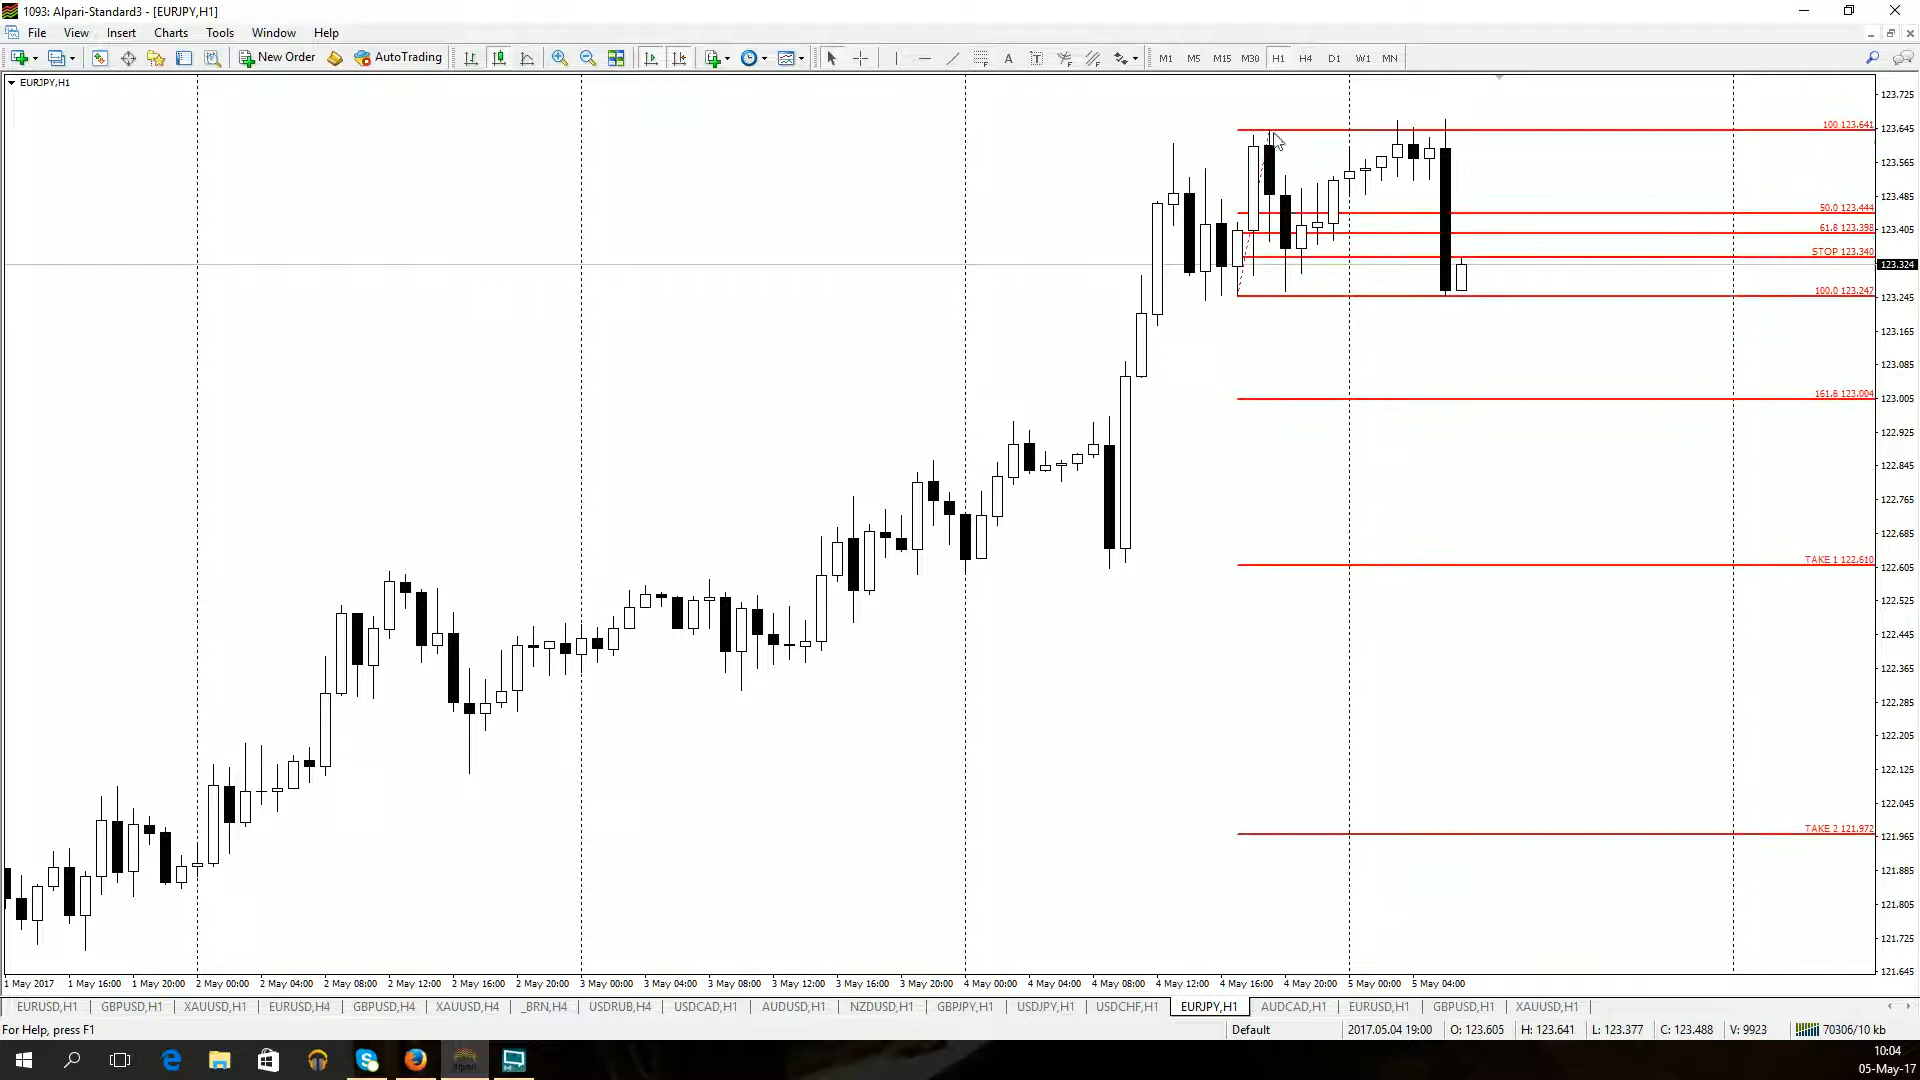 1093: Alpari-Standard3 - [EURJPY,H1]
File View Insert Charts Tools Window Help
New Order AutoTrading A T M1 M5 M15 M30 H1 H4 D1 W1 MN
EURJPY,H1
123.725
100 123.641
123.645
123.565
123.485
50.0 123.444
61.8 123.398
123.405
STOP 123.340
123.324
100.0 123.247
123.245
123.165
123.085
161.8 123.004
123.005
122.925
122.845
122.765
122.685
TAKE 1 122.610
122.605
122.525
122.445
122.365
122.285
122.205
122.125
122.045
TAKE 2 121.972
121.965
121.885
121.805
121.725
121.645
1 May 2017 1 May 16:00 1 May 20:00 2 May 00:00 2 May 04:00 2 May 08:00 2 May 12:00 2 May 16:00 2 May 20:00 3 May 00:00 3 May 04:00 3 May 08:00 3 May 12:00 3 May 16:00 3 May 20:00 4 May 00:00 4 May 04:00 4 May 08:00 4 May 12:00 4 May 16:00 4 May 20:00 5 May 00:00 5 May 04:00
EURUSD,H1 GBPUSD,H1 XAUUSD,H1 EURUSD,H4 GBPUSD,H4 XAUUSD,H4 _BRN,H4 USDRUB,H4 USDCAD,H1 AUDUSD,H1 NZDUSD,H1 GBPJPY,H1 USDJPY,H1 USDCHF,H1 EURJPY,H1 AUDCAD,H1 EURUSD,H1 GBPUSD,H1 XAUUSD,H1
For Help, press F1 Default 2017.05.04 19:00 O: 123.605 H: 123.641 L: 123.377 C: 123.488 V: 9923 70306/10 kb
alpari
10:04
05-May-17